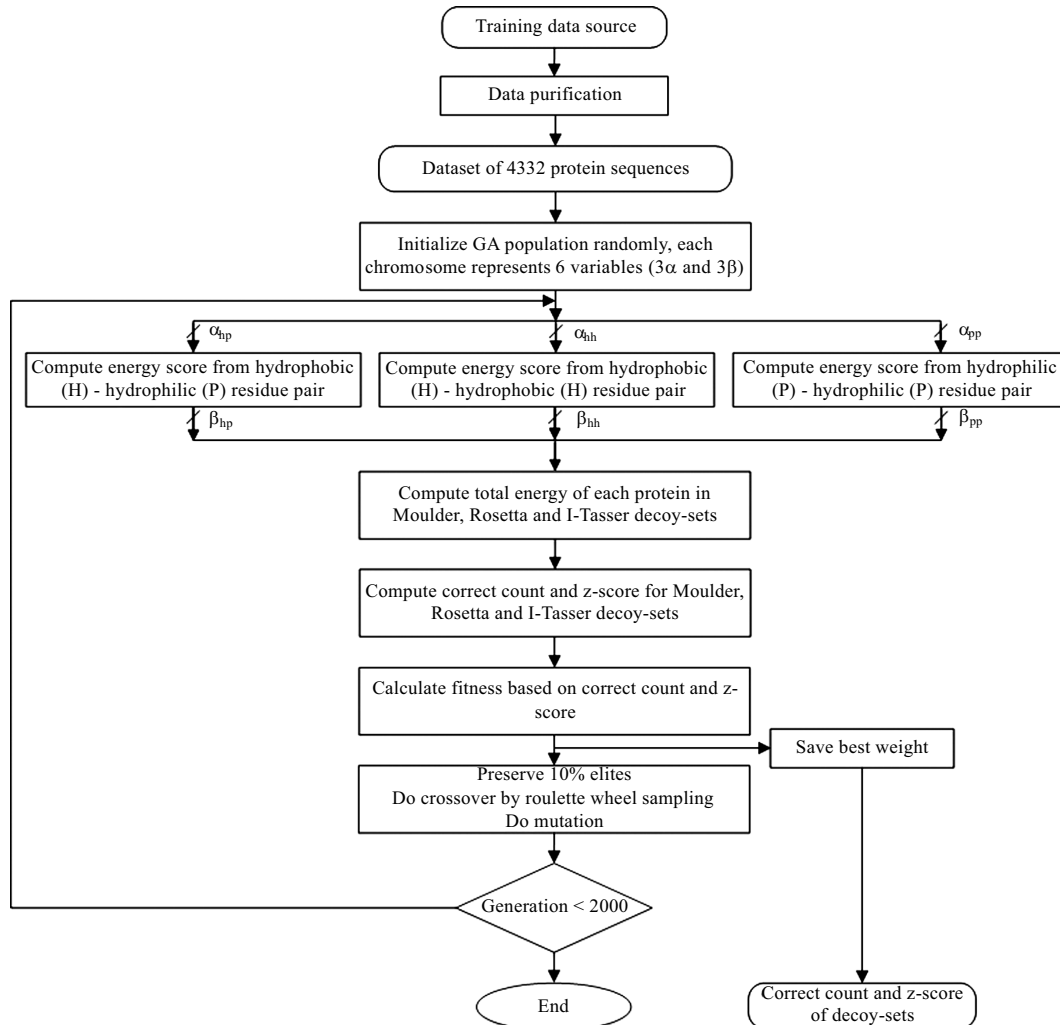 Training data source
Data purification
Dataset of 4332 protein sequences
Initialize GA population randomly, each
chromosome represents 6 variables (3α and 3β)
αhp
αhh
αpp
Compute energy score from hydrophobic
(H) - hydrophilic (P) residue pair
Compute energy score from hydrophobic
(H) - hydrophobic (H) residue pair
Compute energy score from hydrophilic
(P) - hydrophilic (P) residue pair
βhp
βhh
βpp
Compute total energy of each protein in
Moulder, Rosetta and I-Tasser decoy-sets
Compute correct count and z-score for Moulder,
Rosetta and I-Tasser decoy-sets
Calculate fitness based on correct count and z-
score
Save best weight
Preserve 10% elites
Do crossover by roulette wheel sampling
Do mutation
Generation < 2000
End
Correct count and z-score
of decoy-sets